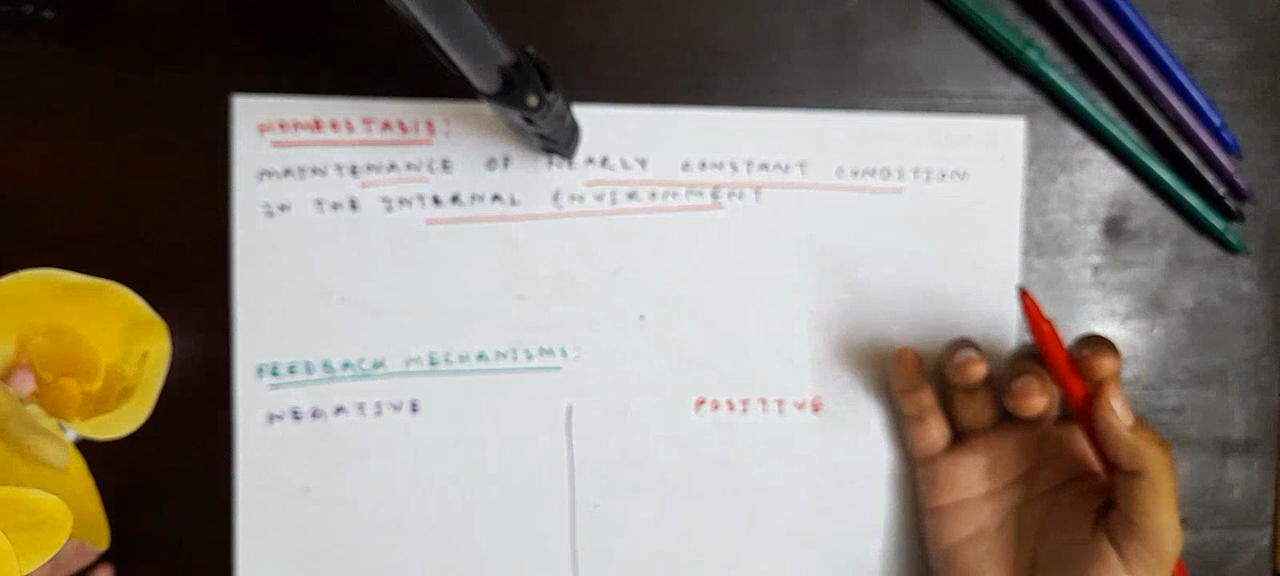 HOMEOSTASIS:
MAINTENANCE OF NEARLY CONSTANT CONDITION
IN THE INTERNAL ENVIRONMENT
FEEDBACK MECHANISMS:
NEGATIVE
POSITIVE